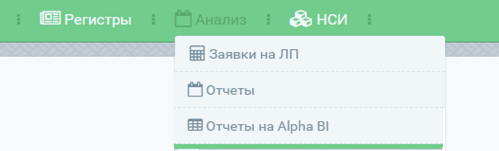 Регистры Анализ НСИ
Заявки на ЛП
Отчеты
Отчеты на Alpha BI